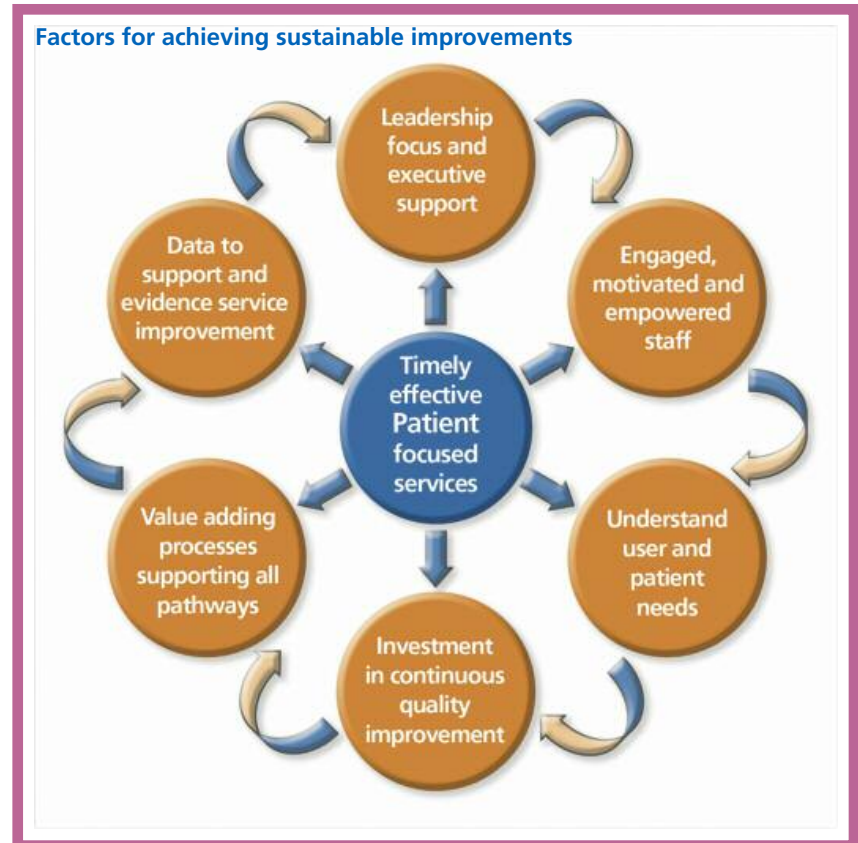 Factors for achieving sustainable improvements
Leadership
focus and
executive
support
Engaged,
motivated and
empowered
staff
Understand
user and
patient
needs
Investment
in continuous
quality
improvement
Value adding
processes
supporting all
pathways
Data to
support and
evidence service
improvement
Timely
effective
Patient
focused
services